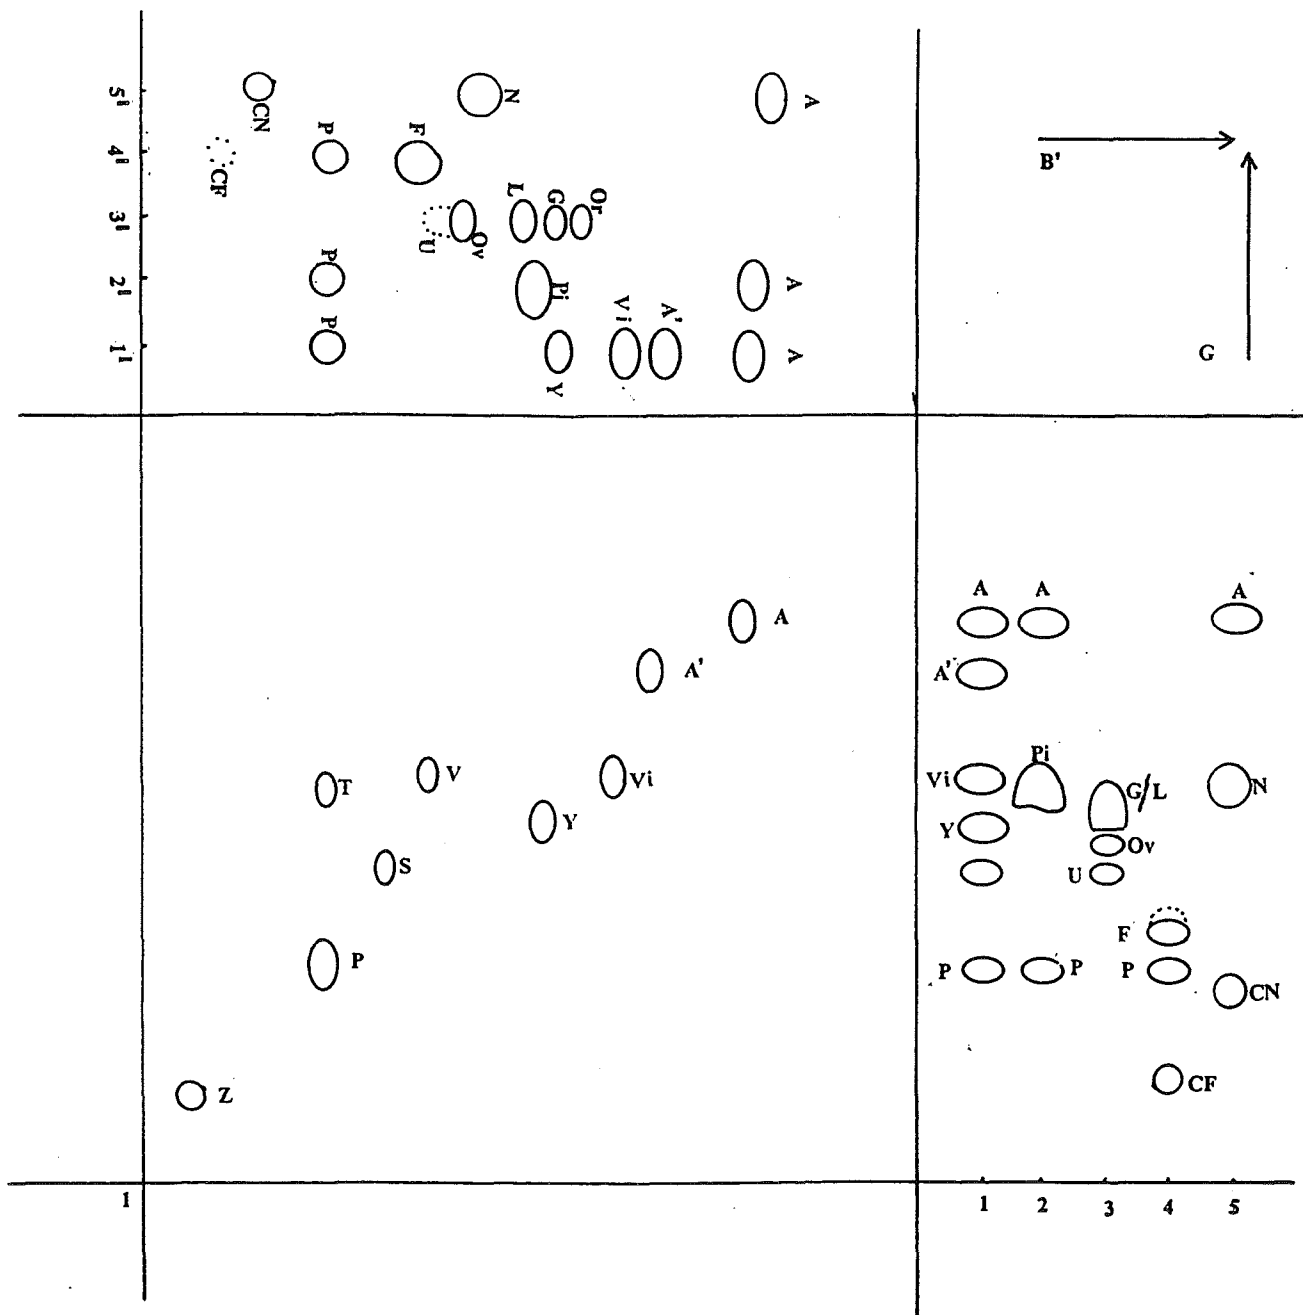 5" CN N A
4" CF P F
3" U Ov L G Or
2" P Pi A
1" P Y Vi A' A
B'
G
A
A'
T V Vi
Y
S
P
Z
A A A
A'
Pi
Vi G/L N
Y Ov
U
F
P P P CN
CF
1 1 2 3 4 5